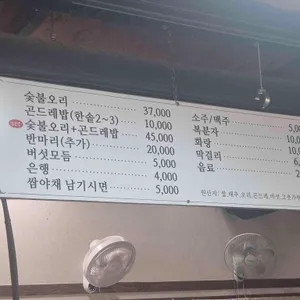 숯불오리 37,000
곤드레밥(한솥2~3) 10,000
숯불오리+곤드레밥 45,000
반마리(추가) 20,000
버섯모듬 5,000
은행 4,000
쌈야채 남기시면 5,000
소주/맥주
복분자
화랑
막걸리
음료
원산지: